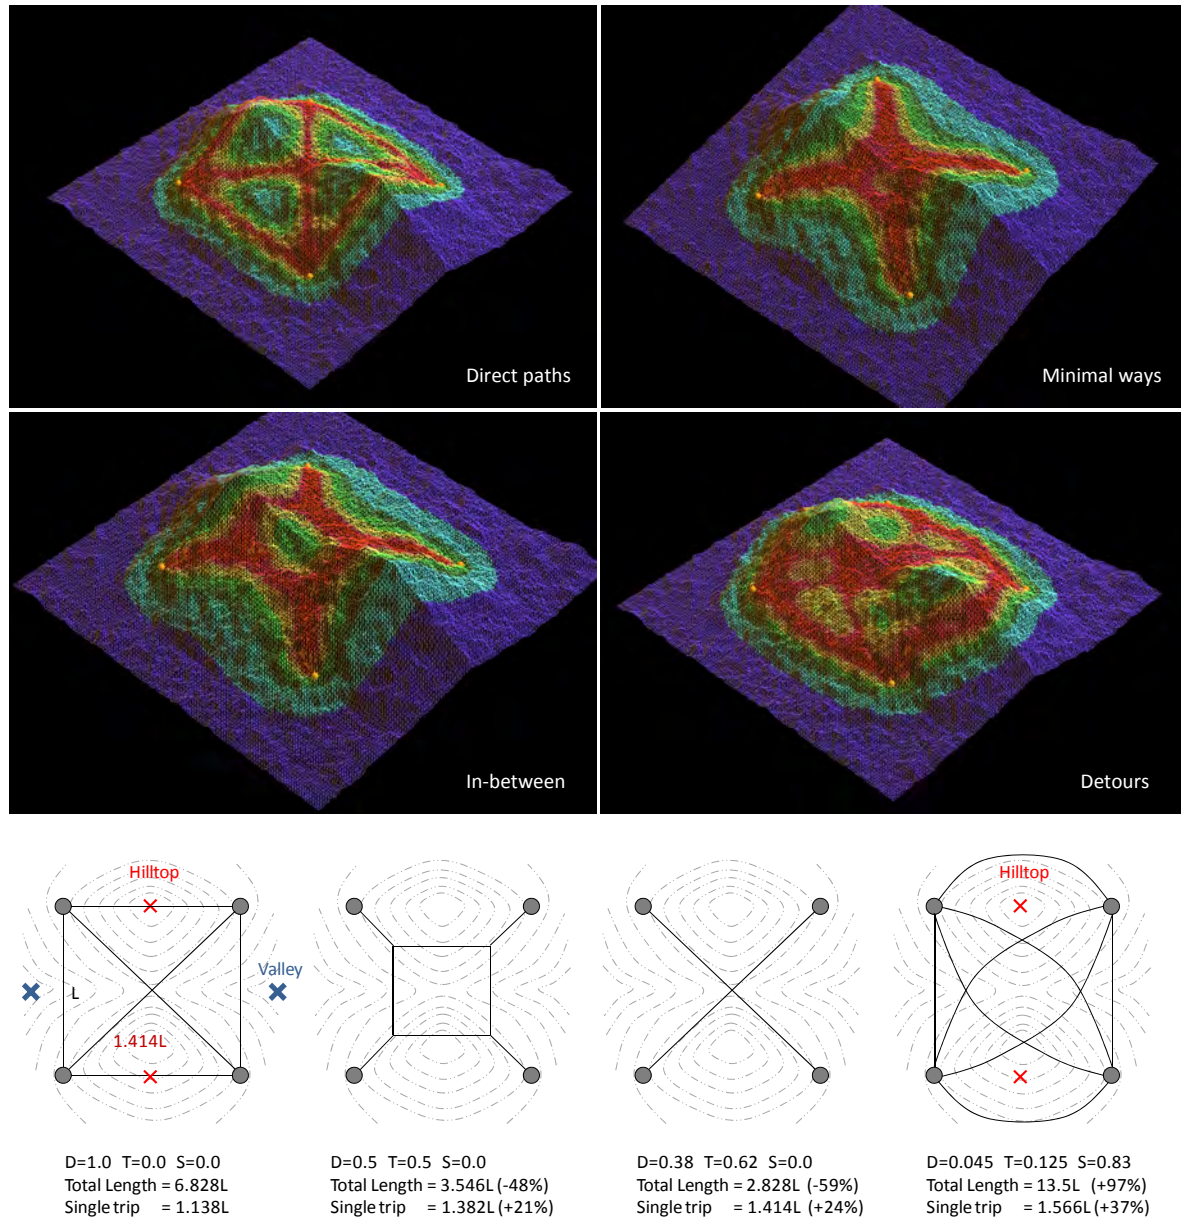 Direct paths
Minimal ways
In-between
Detours
Hilltop
Valley
L
1.414L
Hilltop
D=1.0 T=0.0 S=0.0
Total Length = 6.828L
Single trip = 1.138L
D=0.5 T=0.5 S=0.0
Total Length = 3.546L (-48%)
Single trip = 1.382L (+21%)
D=0.38 T=0.62 S=0.0
Total Length = 2.828L (-59%)
Single trip = 1.414L (+24%)
D=0.045 T=0.125 S=0.83
Total Length = 13.5L (+97%)
Single trip = 1.566L (+37%)